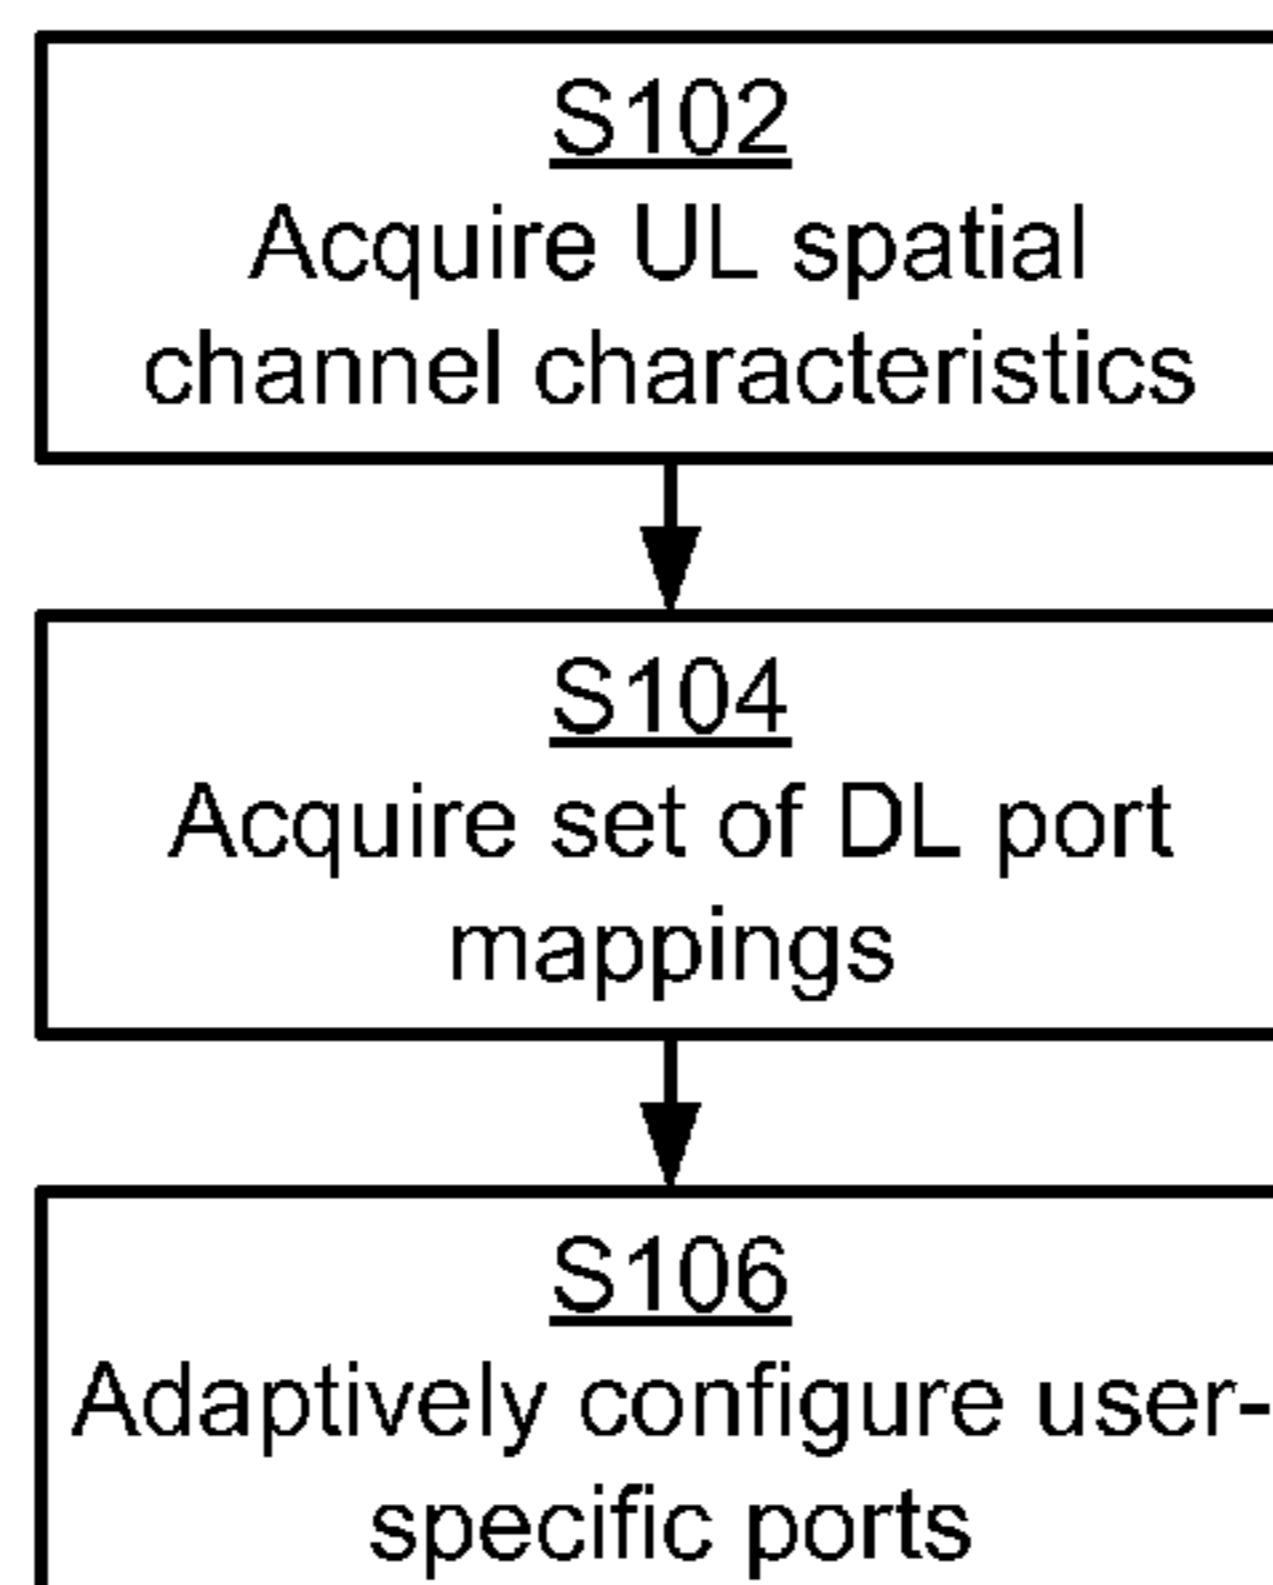 S102
Acquire UL spatial
channel characteristics
S104
Acquire set of DL port
mappings
S106
Adaptively configure user-
specific ports